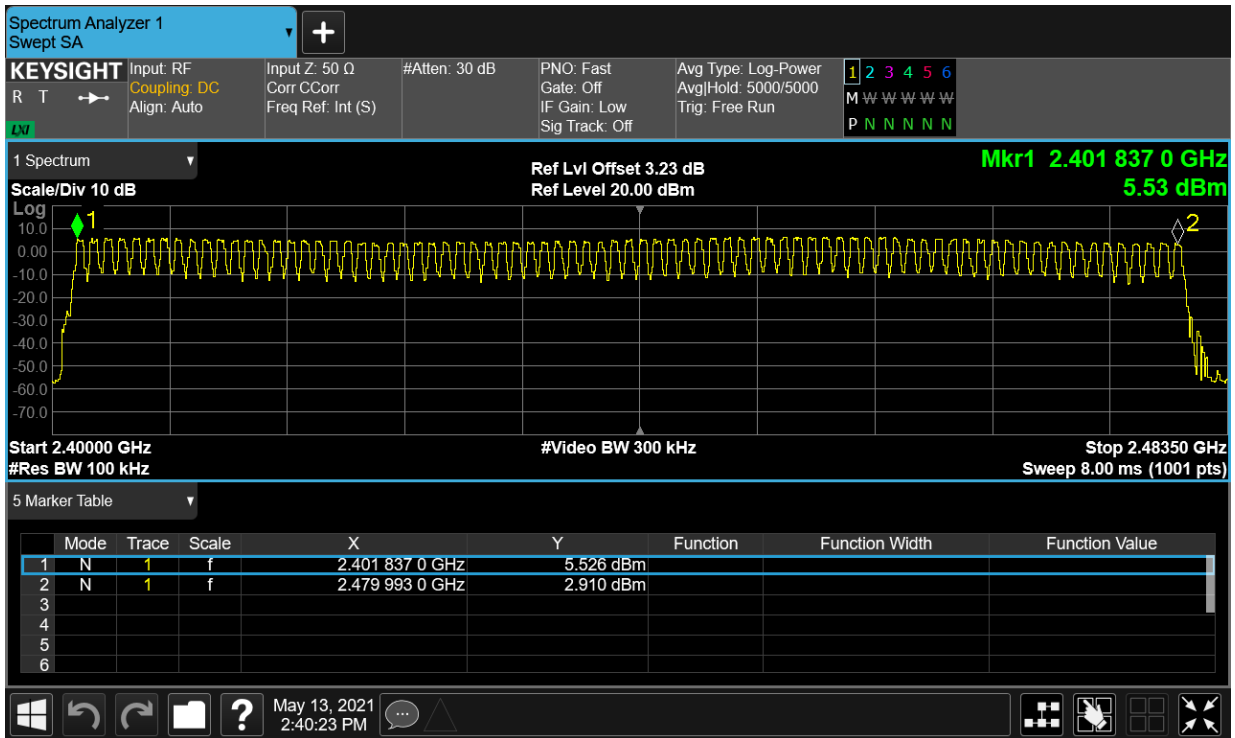 Spectrum Analyzer 1
Swept SA
+
KEYSIGHT
R T
LXI
Input: RF
Coupling: DC
Align: Auto
Input Z: 50 Ω
Corr CCorr
Freq Ref: Int (S)
#Atten: 30 dB
PNO: Fast
Gate: Off
IF Gain: Low
Sig Track: Off
Avg Type: Log-Power
Avg|Hold: 5000/5000
Trig: Free Run
1 2 3 4 5 6
M W W W W W
P N N N N N
1 Spectrum
Scale/Div 10 dB
Ref Lvl Offset 3.23 dB
Ref Level 20.00 dBm
Mkr1 2.401 837 0 GHz
5.53 dBm
Log
1
2
10.0
0.00
-10.0
-20.0
-30.0
-40.0
-50.0
-60.0
-70.0
Start 2.40000 GHz
#Res BW 100 kHz
#Video BW 300 kHz
Stop 2.48350 GHz
Sweep 8.00 ms (1001 pts)
5 Marker Table
Mode Trace Scale X Y Function Function Width Function Value
1 N 1 f 2.401 837 0 GHz 5.526 dBm
2 N 1 f 2.479 993 0 GHz 2.910 dBm
3
4
5
6
?
May 13, 2021
2:40:23 PM